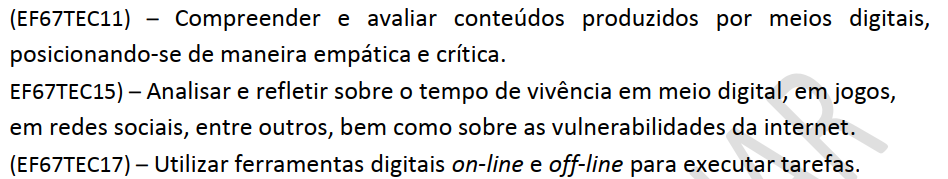 (EF67TEC11) – Compreender e avaliar conteúdos produzidos por meios digitais,
posicionando-se de maneira empática e crítica.
EF67TEC15) – Analisar e refletir sobre o tempo de vivência em meio digital, em jogos,
em redes sociais, entre outros, bem como sobre as vulnerabilidades da internet.
(EF67TEC17) – Utilizar ferramentas digitais on-line e off-line para executar tarefas.